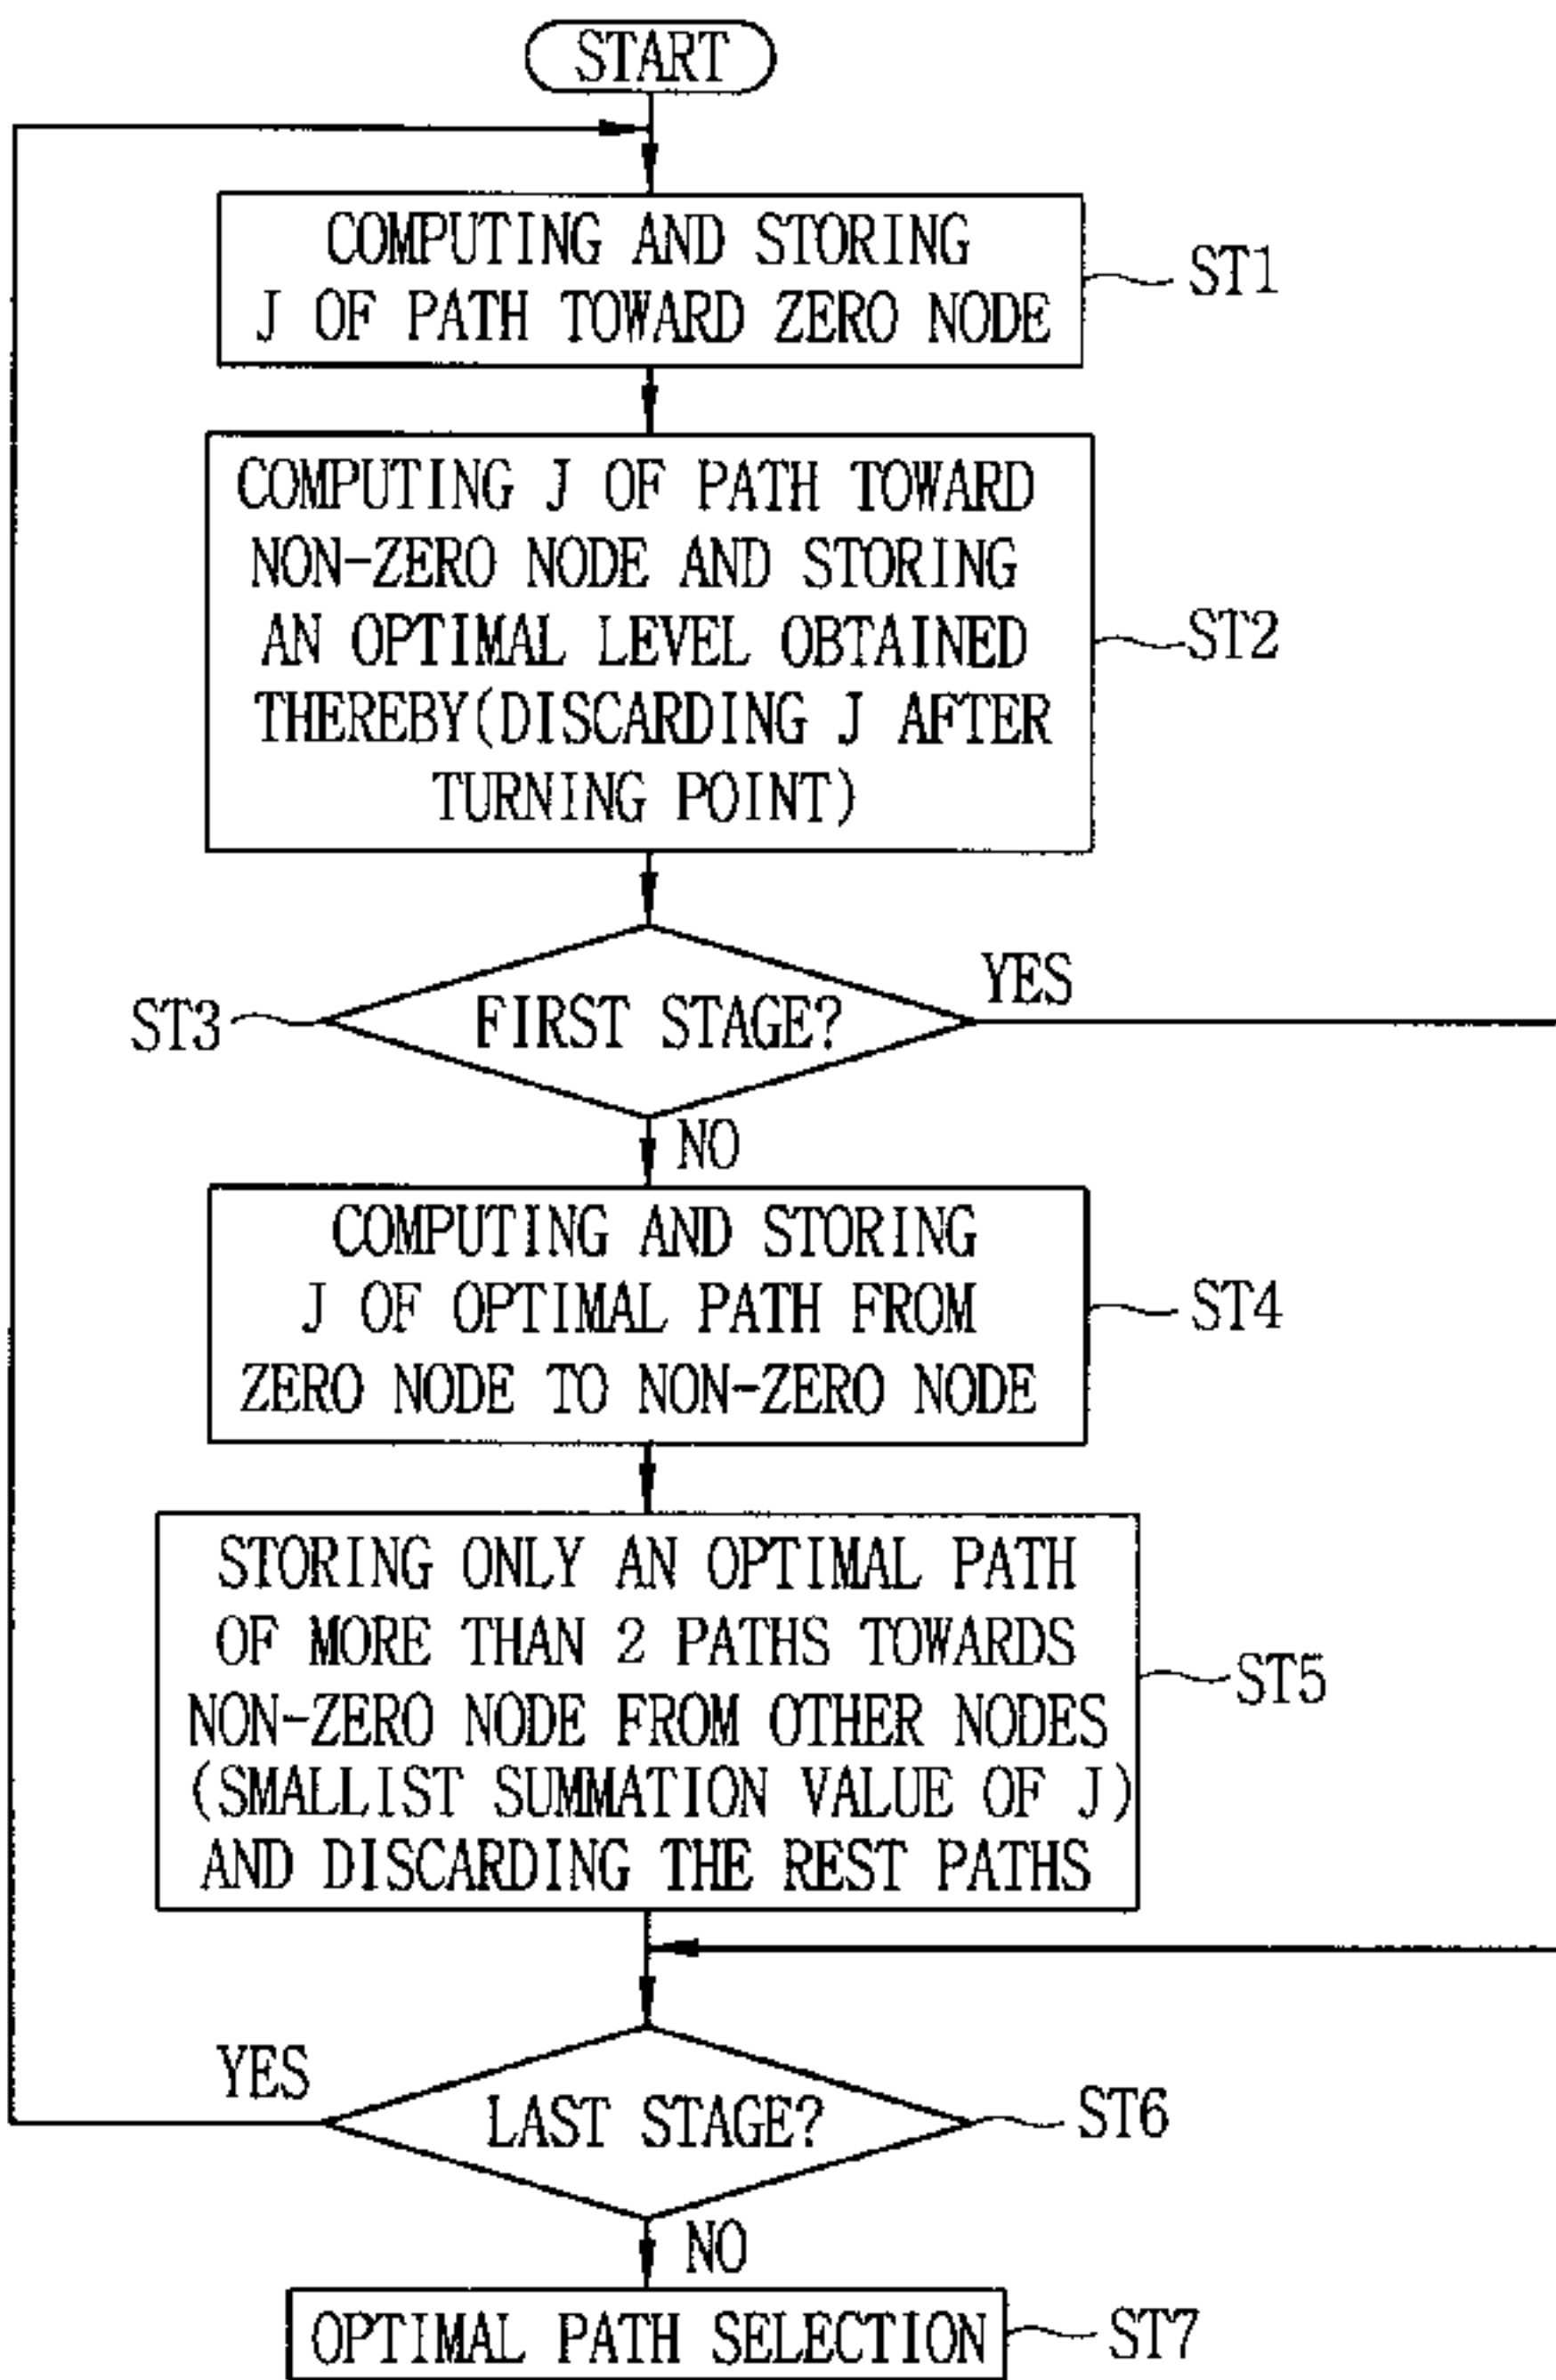 START
COMPUTING AND STORING
J OF PATH TOWARD ZERO NODE
ST1
COMPUTING J OF PATH TOWARD
NON-ZERO NODE AND STORING
AN OPTIMAL LEVEL OBTAINED
THEREBY(DISCARDING J AFTER
TURNING POINT)
ST2
YES
FIRST STAGE?
ST3
NO
COMPUTING AND STORING
J OF OPTIMAL PATH FROM
ZERO NODE TO NON-ZERO NODE
ST4
STORING ONLY AN OPTIMAL PATH
OF MORE THAN 2 PATHS TOWARDS
NON-ZERO NODE FROM OTHER NODES
(SMALLIST SUMMATION VALUE OF J)
AND DISCARDING THE REST PATHS
ST5
YES
LAST STAGE?
ST6
NO
OPTIMAL PATH SELECTION
ST7